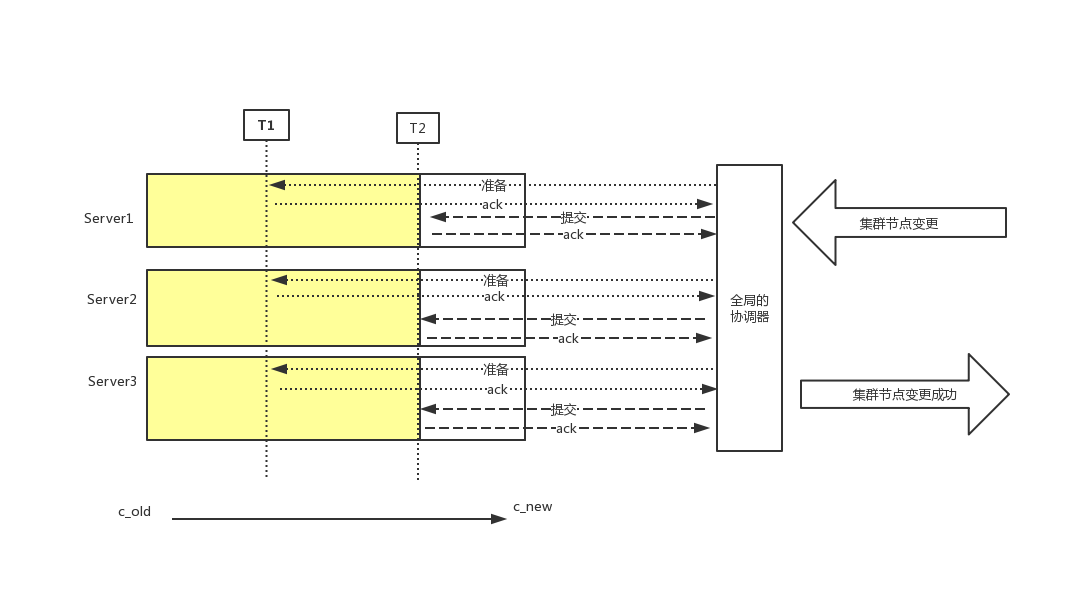 T1
T2
Server1
准备
ack
提交
ack
集群节点变更
Server2
准备
ack
提交
ack
全局的
协调器
Server3
准备
ack
提交
ack
集群节点变更成功
c_old
c_new